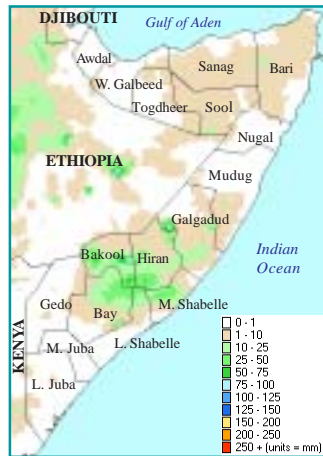 DJIBOUTI
Gulf of Aden
Awdal
Sanag
Bari
W. Galbeed
Togdheer
Sool
Nugal
ETHIOPIA
Mudug
Galgadud
Indian
Ocean
Bakool
Hiran
Gedo
Bay
M. Shabelle
KENYA
M. Juba
L. Shabelle
L. Juba
0 - 1
1 - 10
10 - 25
25 - 50
50 - 75
75 - 100
100 - 125
125 - 150
150 - 200
200 - 250
250 + (units = mm)